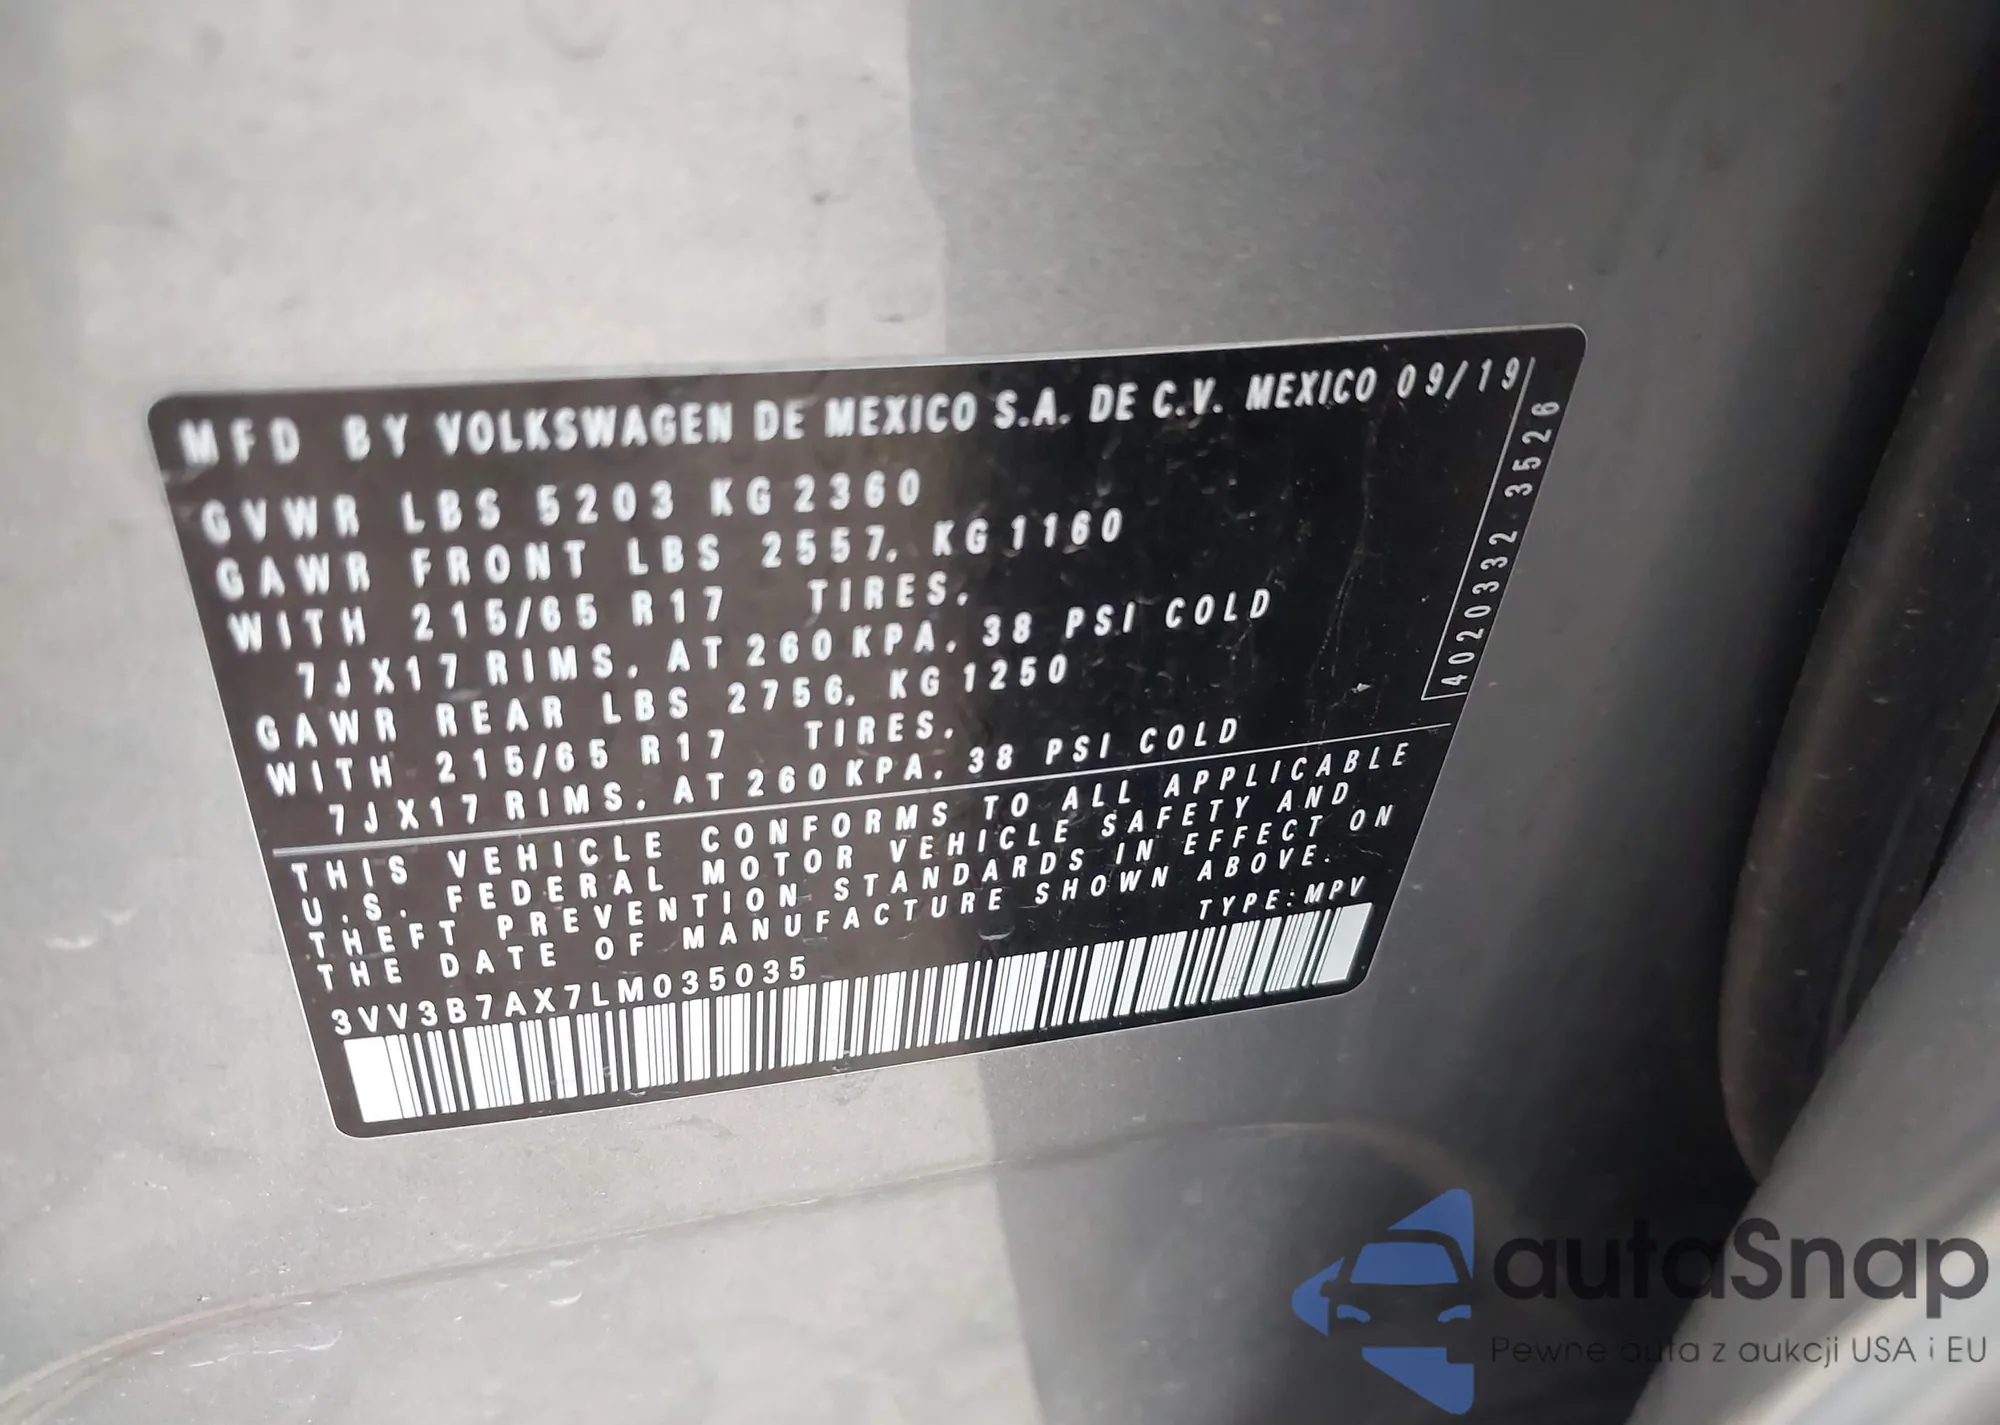 MFD BY VOLKSWAGEN DE MEXICO S.A. DE C.V. MEXICO 09/19
GVWR LBS 5203 KG 2360
GAWR FRONT LBS 2557, KG 1160
WITH 215/65 R17 TIRES,
7JX17 RIMS, AT 260 KPA, 38 PSI COLD
GAWR REAR LBS 2756, KG 1250
WITH 215/65 R17 TIRES,
7JX17 RIMS, AT 260 KPA, 38 PSI COLD
4020332 3526
THIS VEHICLE CONFORMS TO ALL APPLICABLE
U.S. FEDERAL MOTOR VEHICLE SAFETY AND
THEFT PREVENTION STANDARDS IN EFFECT ON
THE DATE OF MANUFACTURE SHOWN ABOVE.
TYPE: MPV
3VV3B7AX7LM035035
autaSnap
Pewne auta z aukcji USA i EU